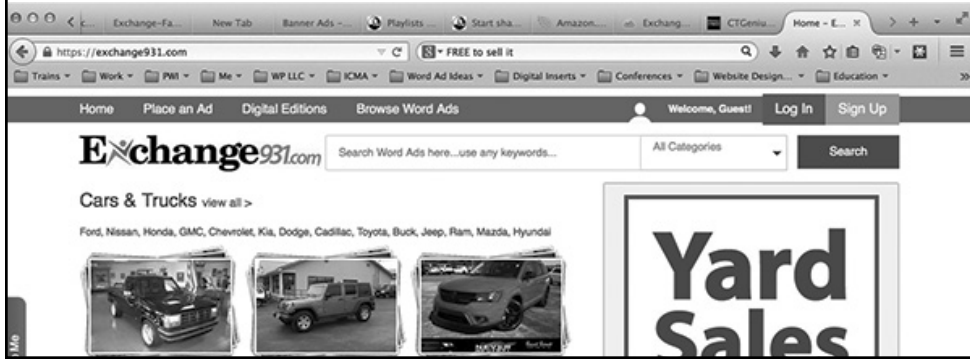 c... Exchange-Fa... New Tab Banner Ads -... Playlists ... Start sha... Amazon.... Exchang... CTGeniu... Home - E...
https://exchange931.com FREE to sell it
Trains Work PWI Me WP LLC ICMA Word Ad Ideas Digital Inserts Conferences Website Design... Education
Home Place an Ad Digital Editions Browse Word Ads Welcome, Guest! Log In Sign Up
Exchange931.com Search Word Ads here...use any keywords... All Categories Search
Cars & Trucks view all >
Ford, Nissan, Honda, GMC, Chevrolet, Kia, Dodge, Cadillac, Toyota, Buck, Jeep, Ram, Mazda, Hyundai
Yard
Sales
Me